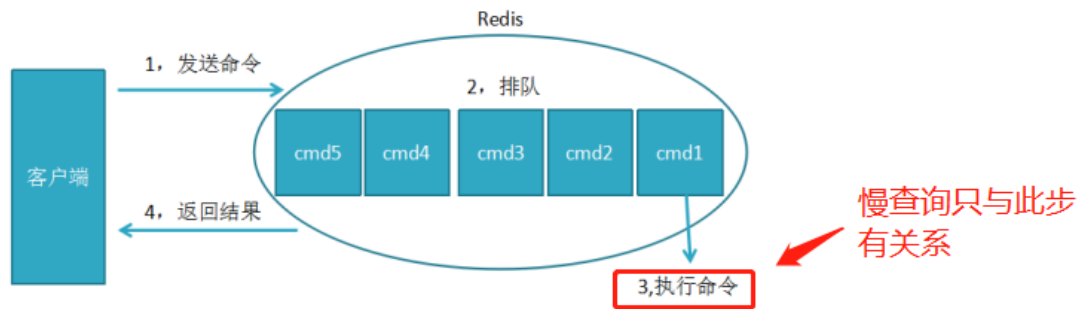 Redis
1，发送命令
2，排队
cmd5
cmd4
cmd3
cmd2
cmd1
客户端
4，返回结果
慢查询只与此步
有关系
3,执行命令